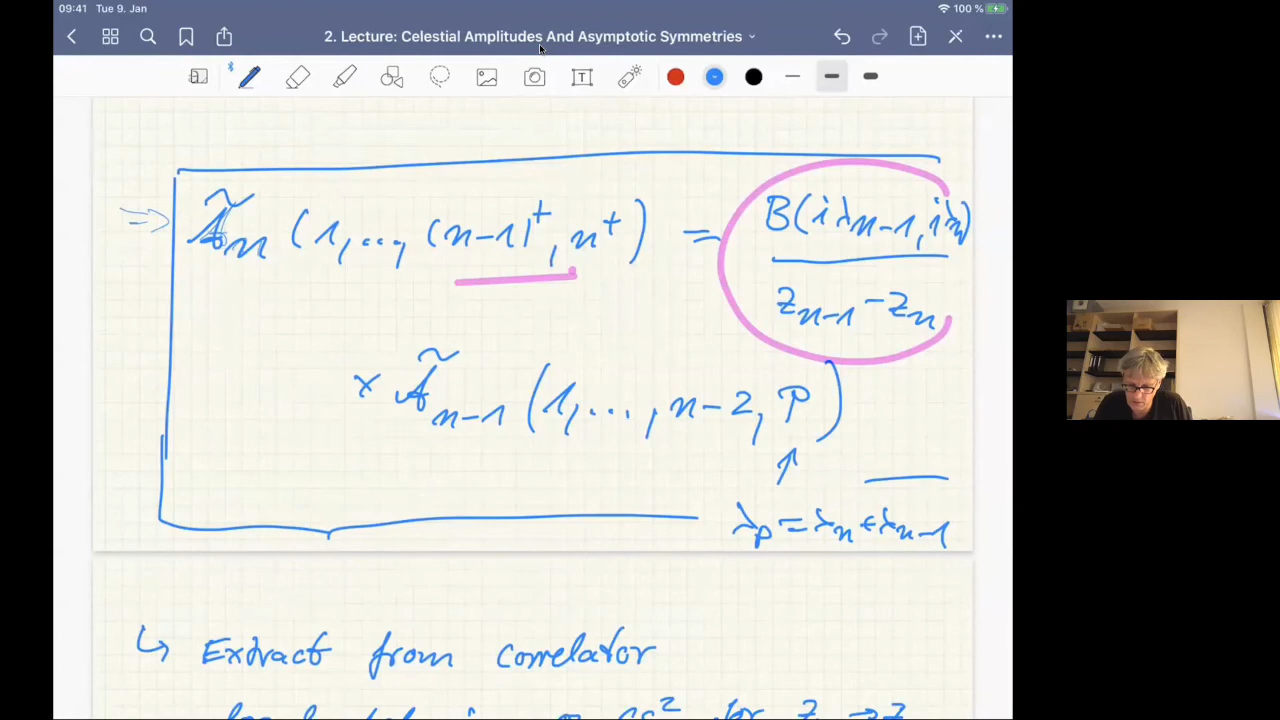 09:41 Tue 9. Jan
100 %
2. Lecture: Celestial Amplitudes And Asymptotic Symmetries
⇒ Ã_n (1, ..., (n-1)^+, n^+) = B(iλ_{n-1}, iλ_n) / (z_{n-1} - z_n)
× Ã_{n-1} (1, ..., n-2, P)
↑
λ_P = λ_n + λ_{n-1}
↳ Extract from correlator